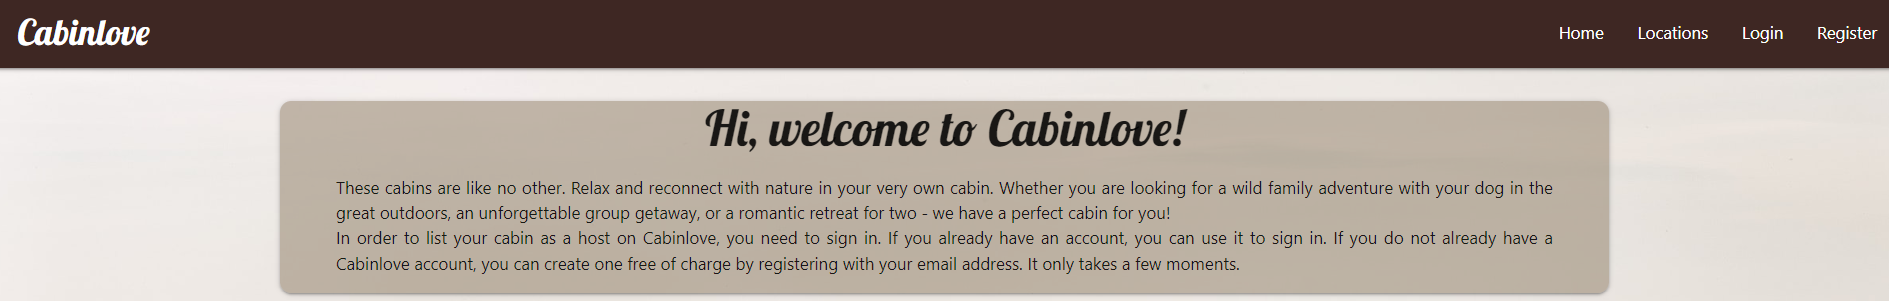 Cabinlove
Home Locations Login Register
Hi, welcome to Cabinlove!
These cabins are like no other. Relax and reconnect with nature in your very own cabin. Whether you are looking for a wild family adventure with your dog in the
great outdoors, an unforgettable group getaway, or a romantic retreat for two - we have a perfect cabin for you!
In order to list your cabin as a host on Cabinlove, you need to sign in. If you already have an account, you can use it to sign in. If you do not already have a
Cabinlove account, you can create one free of charge by registering with your email address. It only takes a few moments.